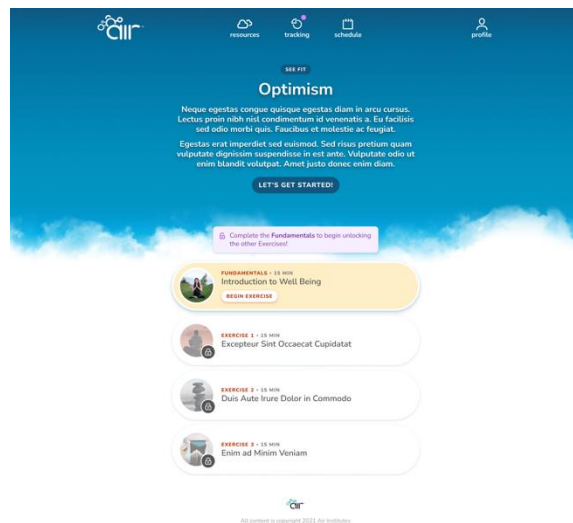 air
resources
tracking
schedule
profile
SEE FIT
Optimism
Neque egestas congue quisque egestas diam in arcu cursus.
Lectus proin nibh nisl condimentum id venenatis a. Eu facilisis
sed odio morbi quis. Faucibus et molestie ac feugiat.
Egestas erat imperdiet sed euismod. Sed risus pretium quam
vulputate dignissim suspendisse in est ante. Vulputate odio ut
enim blandit volutpat. Amet justo donec enim diam.
LET'S GET STARTED!
Complete the Fundamentals to begin unlocking
the other Exercises!
FUNDAMENTALS • 15 MIN
Introduction to Well Being
BEGIN EXERCISE
EXERCISE 1 • 15 MIN
Excepteur Sint Occaecat Cupidatat
EXERCISE 2 • 15 MIN
Duis Aute Irure Dolor in Commodo
EXERCISE 3 • 15 MIN
Enim ad Minim Veniam
air
All content is copyright 2021 Air Institutes